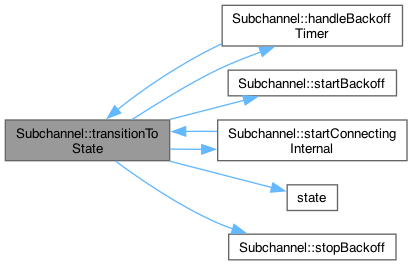 Subchannel::transitionTo
State
Subchannel::handleBackoff
Timer
Subchannel::startBackoff
Subchannel::startConnecting
Internal
state
Subchannel::stopBackoff